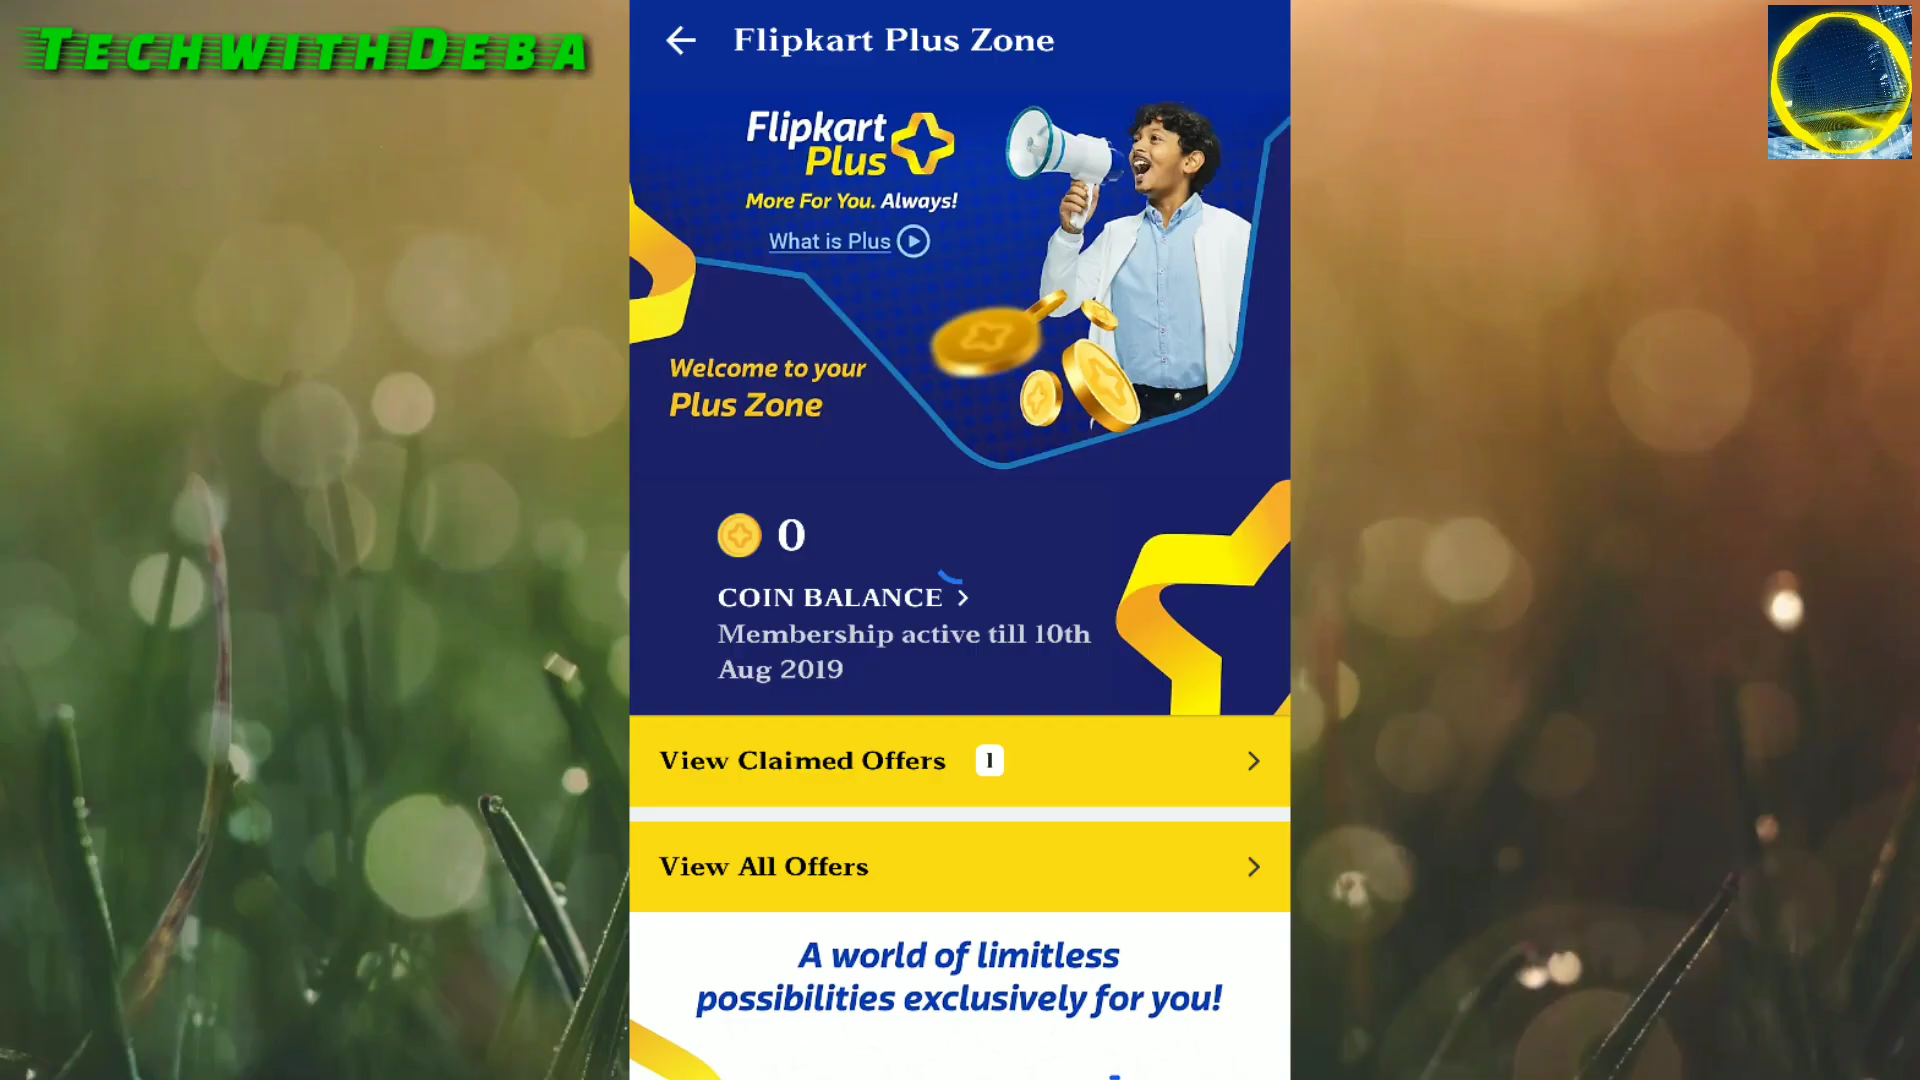 TECHWITHDEBA
Flipkart Plus Zone
Flipkart
Plus
More For You. Always!
What is Plus
Welcome to your
Plus Zone
0
COIN BALANCE >
Membership active till 10th
Aug 2019
View Claimed Offers 1
View All Offers
A world of limitless
possibilities exclusively for you!